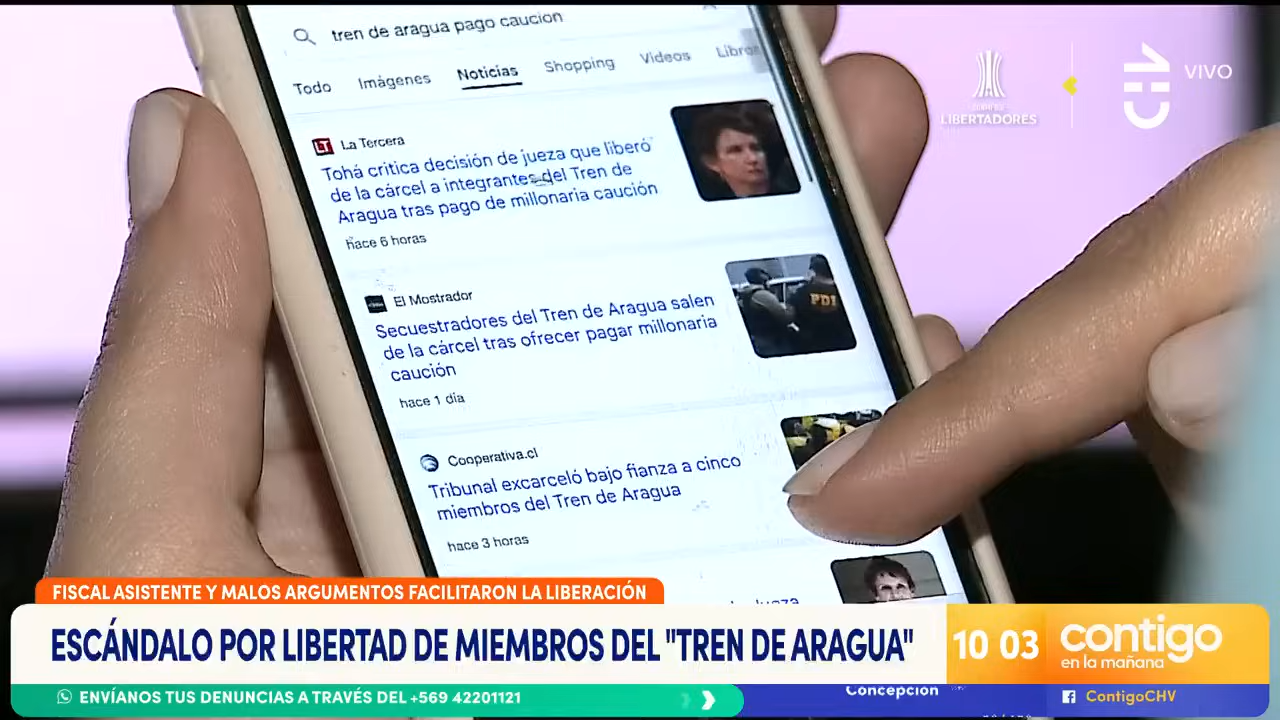 tren de aragua pago caucion
Todo Imágenes Noticias Shopping Videos Libros
LT La Tercera
Tohá critica decisión de jueza que liberó
de la cárcel a integrantes del Tren de
Aragua tras pago de millonaria caución
hace 6 horas
El Mostrador
Secuestradores del Tren de Aragua salen
de la cárcel tras ofrecer pagar millonaria
caución
hace 1 día
PDI
Cooperativa.cl
Tribunal excarceló bajo fianza a cinco
miembros del Tren de Aragua
hace 3 horas
LIBERTADORES
CHV
VIVO
FISCAL ASISTENTE Y MALOS ARGUMENTOS FACILITARON LA LIBERACIÓN
ESCÁNDALO POR LIBERTAD DE MIEMBROS DEL "TREN DE ARAGUA"
10 03
contigo
en la mañana
ENVÍANOS TUS DENUNCIAS A TRAVÉS DEL +569 42201121
Concepción
ContigoCHV